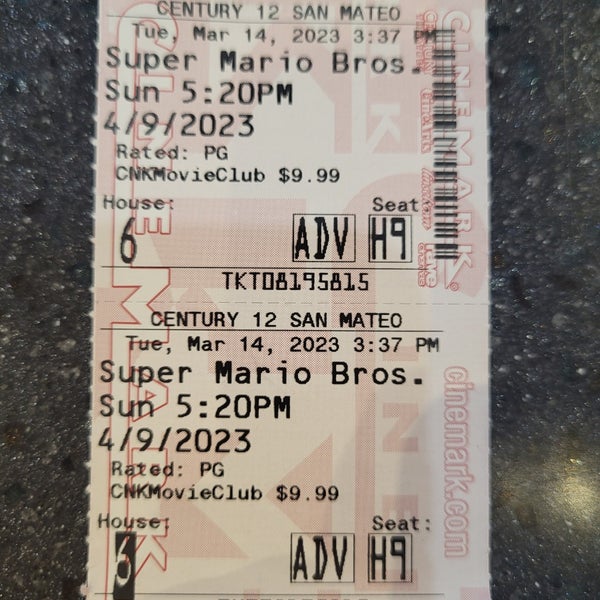 CENTURY 12 SAN MATEO
Tue, Mar 14, 2023 3:37 PM
Super Mario Bros.
Sun 5:20PM
4/9/2023
Rated: PG
CNKMovieClub $9.99
House: Seat:
6 ADV H9
TKT08195815
CENTURY 12 SAN MATEO
Tue, Mar 14, 2023 3:37 PM
Super Mario Bros.
Sun 5:20PM
4/9/2023
Rated: PG
CNKMovieClub $9.99
House: Seat:
ADV H9
CINEMARK
CINEMARK
cinemark.com